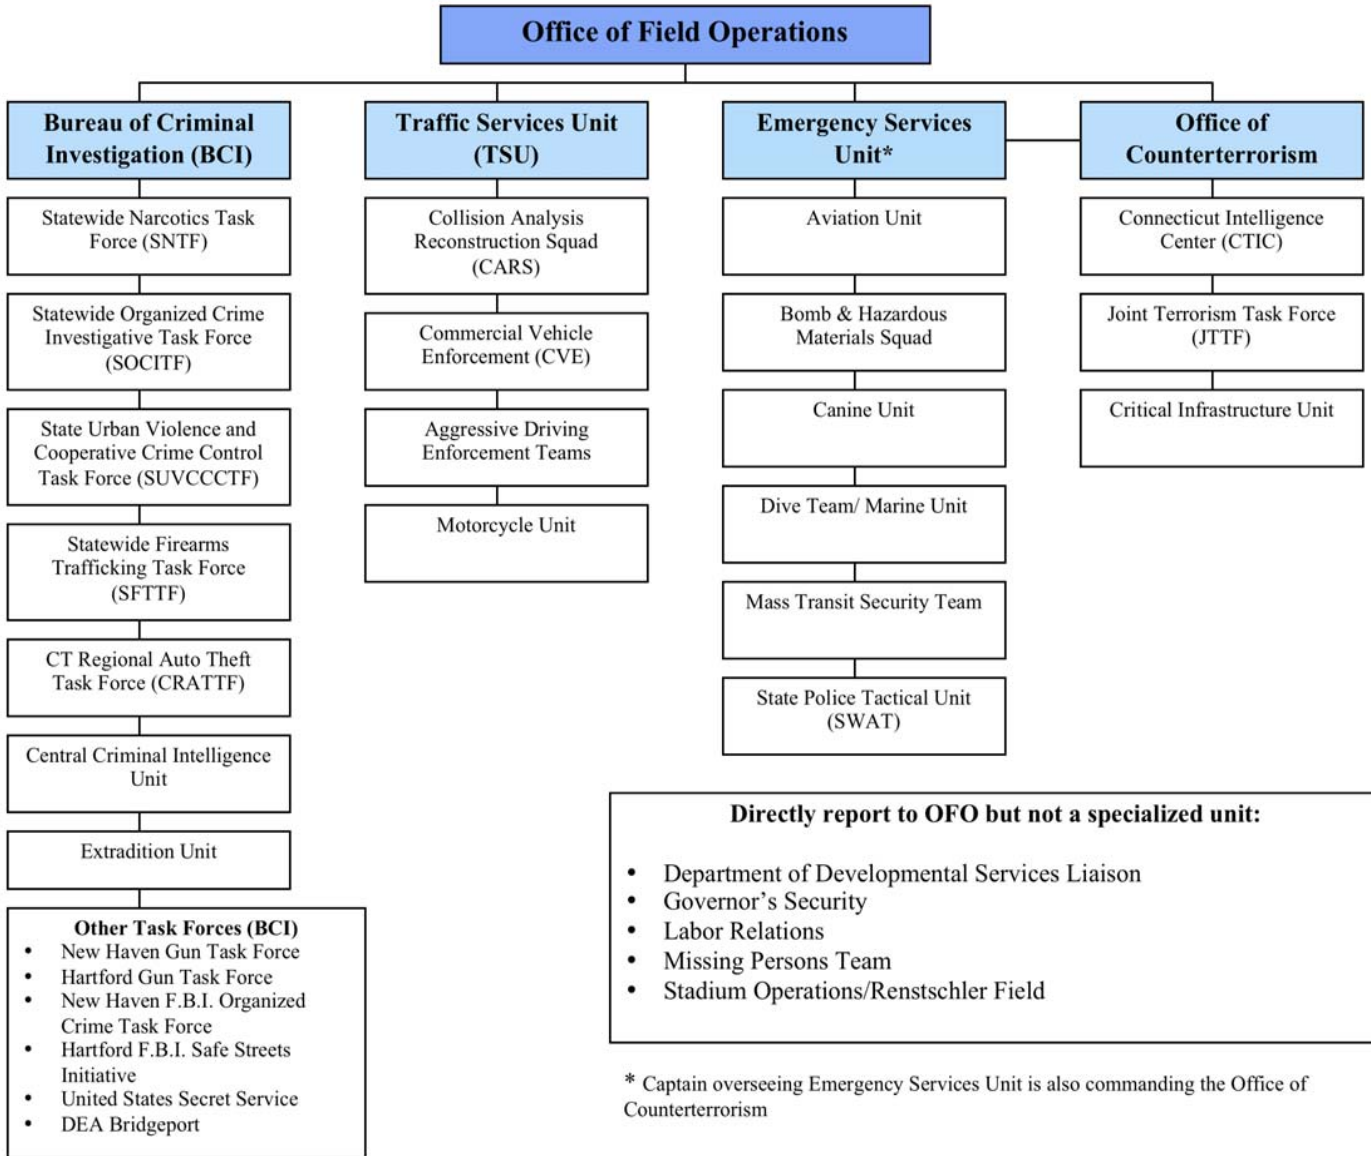 Office of Field Operations
Bureau of Criminal
Investigation (BCI)
Statewide Narcotics Task
Force (SNTF)
Statewide Organized Crime
Investigative Task Force
(SOCITF)
State Urban Violence and
Cooperative Crime Control
Task Force (SUVCCCTF)
Statewide Firearms
Trafficking Task Force
(SFTTF)
CT Regional Auto Theft
Task Force (CRATTF)
Central Criminal Intelligence
Unit
Extradition Unit
Other Task Forces (BCI)
• New Haven Gun Task Force
• Hartford Gun Task Force
• New Haven F.B.I. Organized
Crime Task Force
• Hartford F.B.I. Safe Streets
Initiative
• United States Secret Service
• DEA Bridgeport
Traffic Services Unit
(TSU)
Collision Analysis
Reconstruction Squad
(CARS)
Commercial Vehicle
Enforcement (CVE)
Aggressive Driving
Enforcement Teams
Motorcycle Unit
Emergency Services
Unit*
Aviation Unit
Bomb & Hazardous
Materials Squad
Canine Unit
Dive Team/ Marine Unit
Mass Transit Security Team
State Police Tactical Unit
(SWAT)
Office of
Counterterrorism
Connecticut Intelligence
Center (CTIC)
Joint Terrorism Task Force
(JTTF)
Critical Infrastructure Unit
Directly report to OFO but not a specialized unit:
• Department of Developmental Services Liaison
• Governor’s Security
• Labor Relations
• Missing Persons Team
• Stadium Operations/Renstschler Field
* Captain overseeing Emergency Services Unit is also commanding the Office of
Counterterrorism